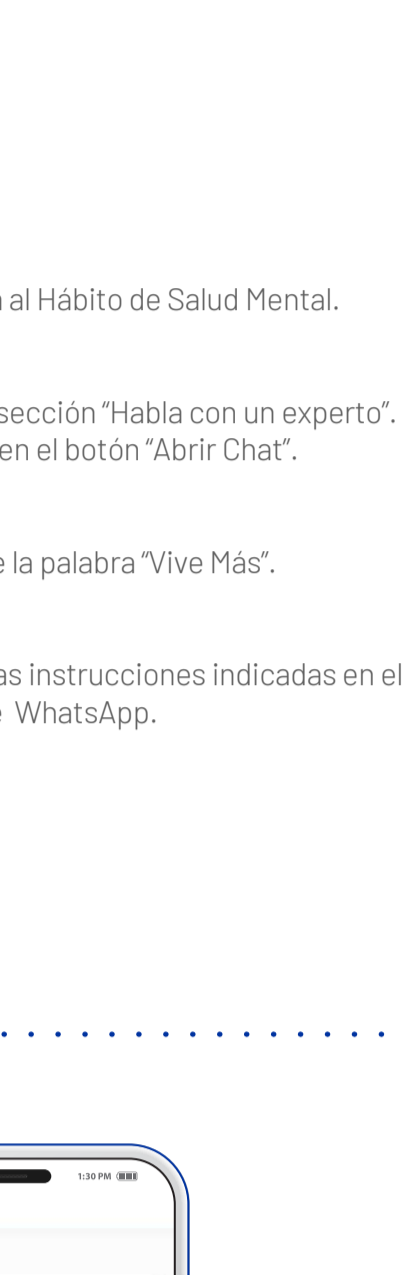 al Hábito de Salud Mental.
sección “Habla con un experto”.
en el botón “Abrir Chat”.
la palabra “Vive Más”.
as instrucciones indicadas en el
WhatsApp.
1:30 PM